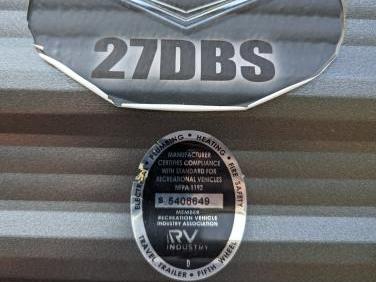 27DBS
ELECTRICAL • PLUMBING • HEATING • FIRE SAFETY
MANUFACTURER
CERTIFIES COMPLIANCE
WITH STANDARD FOR
RECREATIONAL VEHICLES
NFPA 1192
S 5408649
MEMBER
RECREATION VEHICLE
INDUSTRY ASSOCIATION
RV
INDUSTRY
D
TRAVEL TRAILER • FIFTH WHEEL